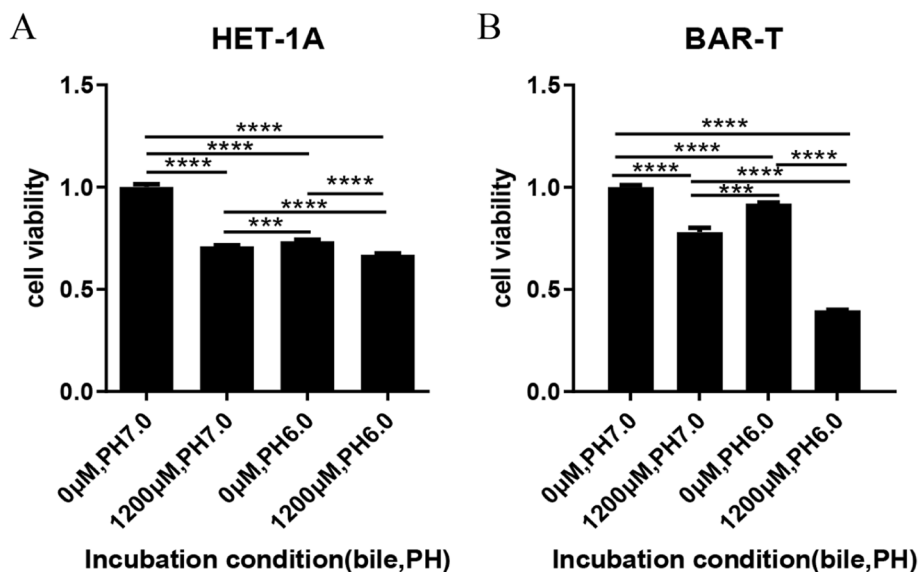 A
HET-1A
cell viability
1.5
1.0
0.5
0.0
****
****
****
****
****
***
0µM,PH7.0
1200µM,PH7.0
0µM,PH6.0
1200µM,PH6.0
Incubation condition(bile,PH)
B
BAR-T
cell viability
1.5
1.0
0.5
0.0
****
****
****
****
****
***
0µM,PH7.0
1200µM,PH7.0
0µM,PH6.0
1200µM,PH6.0
Incubation condition(bile,PH)